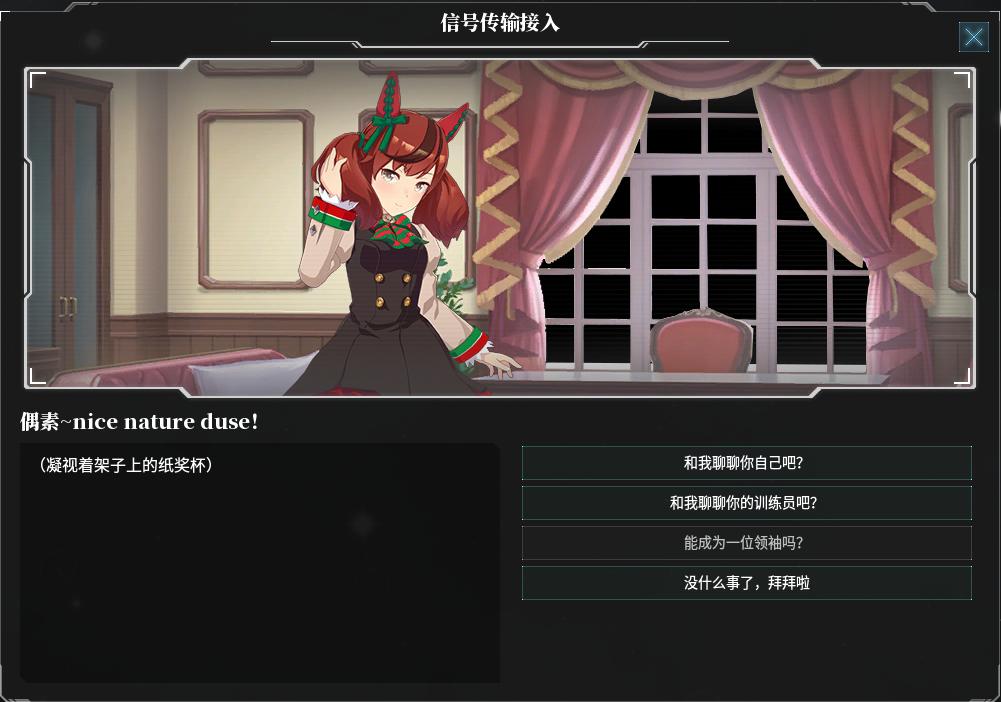 信号传输接入
偶素~nice nature duse!
（凝视着架子上的纸奖杯）
和我聊聊你自己吧?
和我聊聊你的训练员吧?
能成为一位领袖吗?
没什么事了，拜拜啦